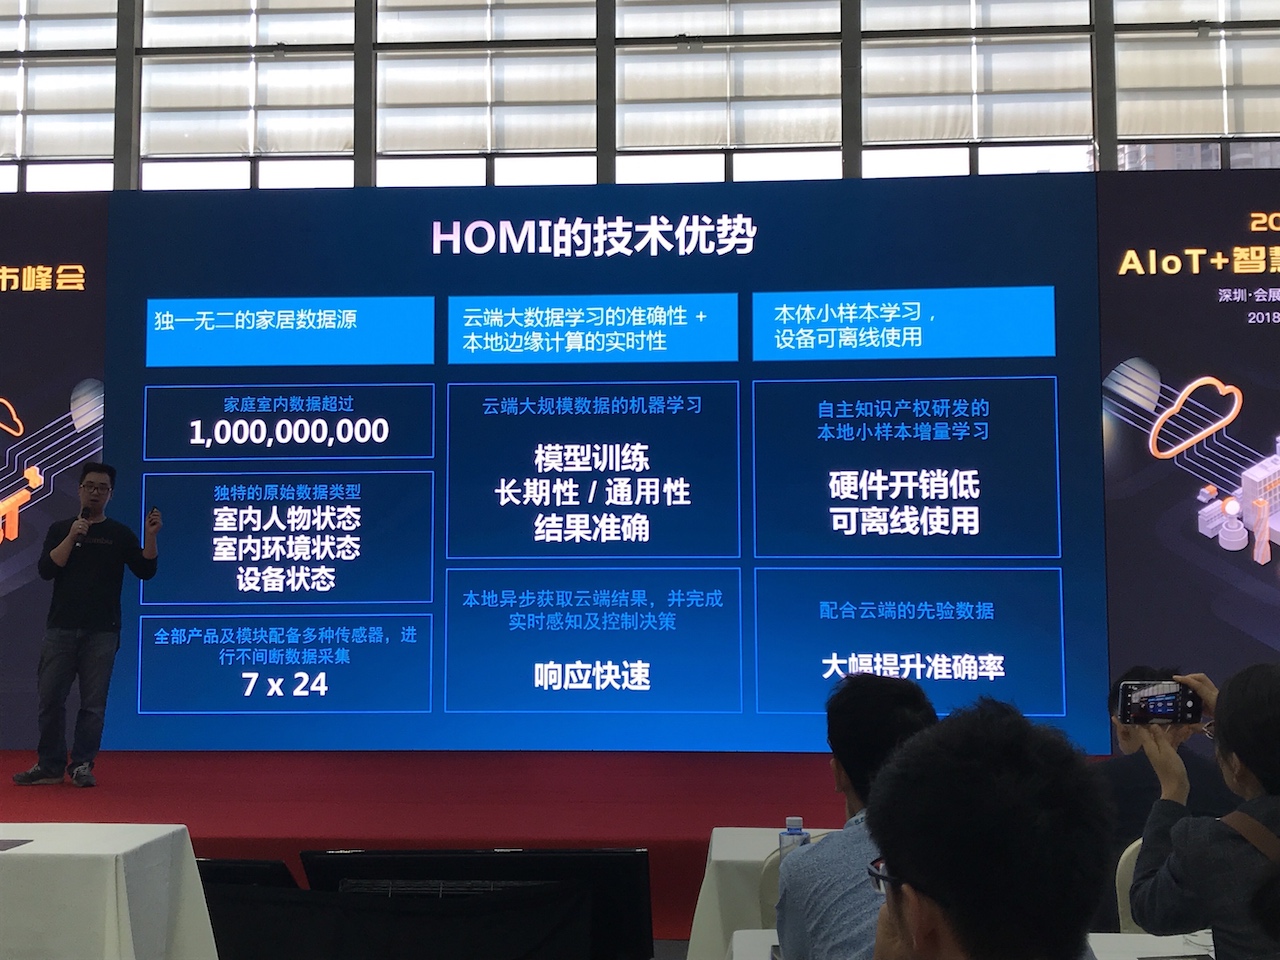 HOMI的技术优势
独一无二的家居数据源
家庭室内数据超过
1,000,000,000
独特的原始数据类型
室内人物状态
室内环境状态
设备状态
全部产品及模块配备多种传感器，进
行不间断数据采集
7 x 24
云端大数据学习的准确性 +
本地边缘计算的实时性
云端大规模数据的机器学习
模型训练
长期性 / 通用性
结果准确
本地异步获取云端结果，并完成
实时感知及控制决策
响应快速
本体小样本学习，
设备可离线使用
自主知识产权研发的
本地小样本增量学习
硬件开销低
可离线使用
配合云端的先验数据
大幅提升准确率
市峰会
20
AIoT+智慧
深圳·会展
2018